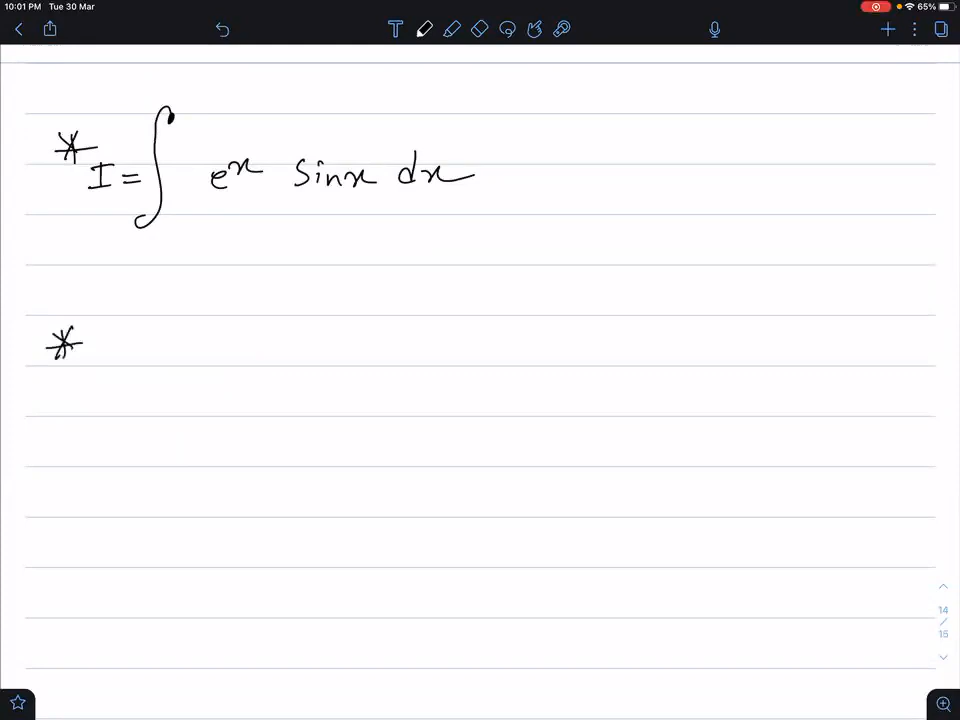 10:01 PM Tue 30 Mar
65%
* I = ∫ e^x sinx dx
*
14
/
15